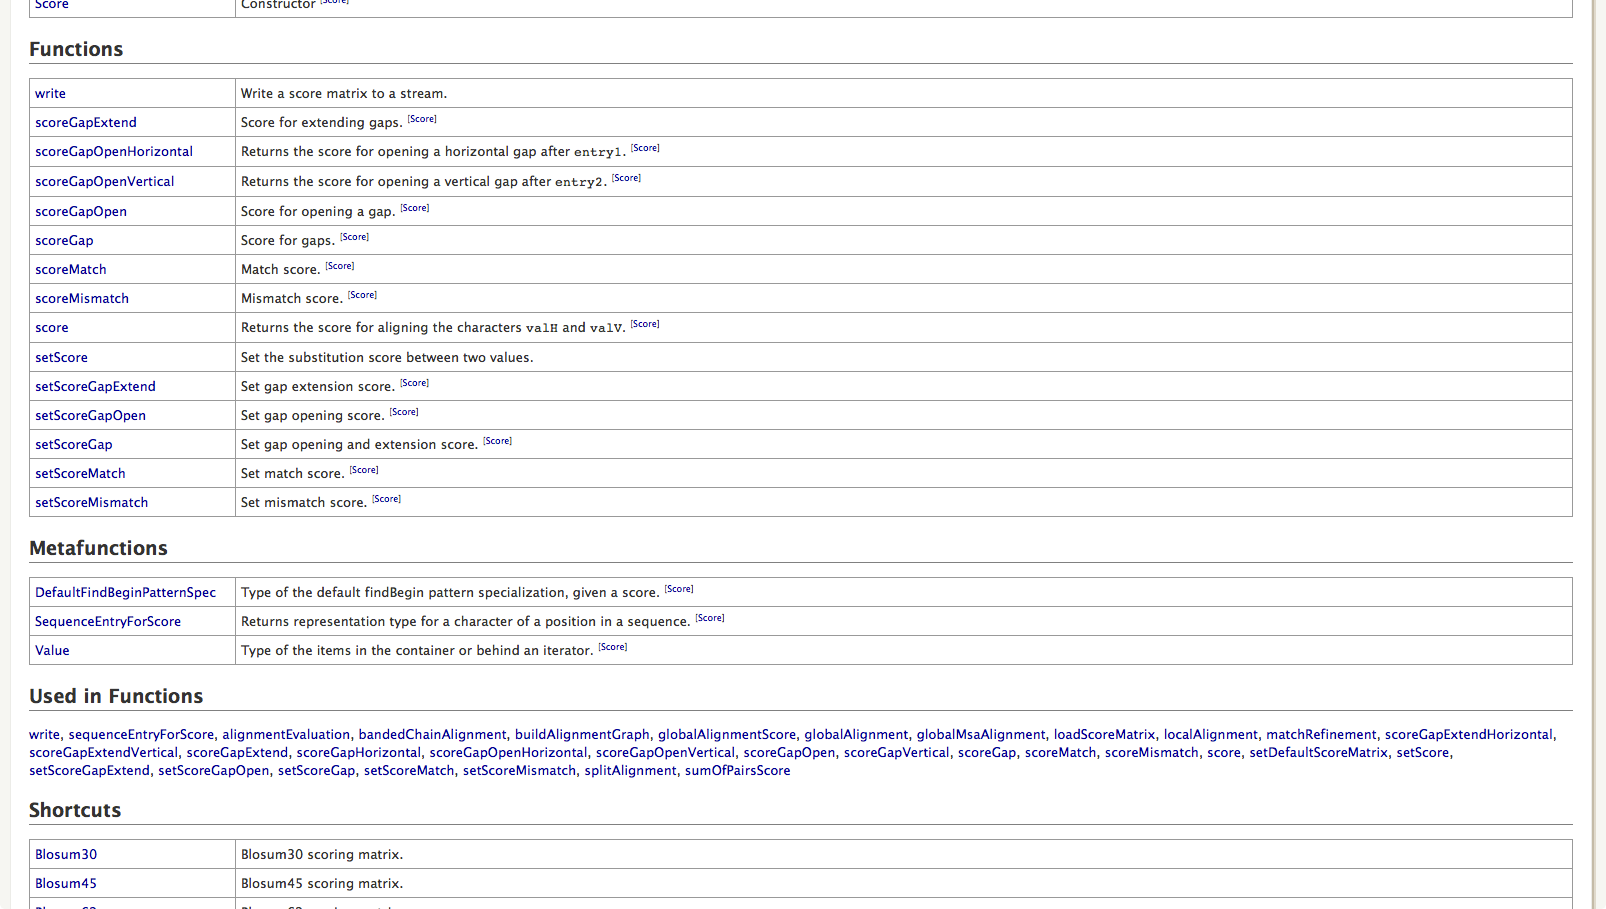 Score Constructor [Score]
Functions
write Write a score matrix to a stream.
scoreGapExtend Score for extending gaps. [Score]
scoreGapOpenHorizontal Returns the score for opening a horizontal gap after entry1. [Score]
scoreGapOpenVertical Returns the score for opening a vertical gap after entry2. [Score]
scoreGapOpen Score for opening a gap. [Score]
scoreGap Score for gaps. [Score]
scoreMatch Match score. [Score]
scoreMismatch Mismatch score. [Score]
score Returns the score for aligning the characters valH and valV. [Score]
setScore Set the substitution score between two values.
setScoreGapExtend Set gap extension score. [Score]
setScoreGapOpen Set gap opening score. [Score]
setScoreGap Set gap opening and extension score. [Score]
setScoreMatch Set match score. [Score]
setScoreMismatch Set mismatch score. [Score]
Metafunctions
DefaultFindBeginPatternSpec Type of the default findBegin pattern specialization, given a score. [Score]
SequenceEntryForScore Returns representation type for a character of a position in a sequence. [Score]
Value Type of the items in the container or behind an iterator. [Score]
Used in Functions
write, sequenceEntryForScore, alignmentEvaluation, bandedChainAlignment, buildAlignmentGraph, globalAlignmentScore, globalAlignment, globalMsaAlignment, loadScoreMatrix, localAlignment, matchRefinement, scoreGapExtendHorizontal,
scoreGapExtendVertical, scoreGapExtend, scoreGapHorizontal, scoreGapOpenHorizontal, scoreGapOpenVertical, scoreGapOpen, scoreGapVertical, scoreGap, scoreMatch, scoreMismatch, score, setDefaultScoreMatrix, setScore,
setScoreGapExtend, setScoreGapOpen, setScoreGap, setScoreMatch, setScoreMismatch, splitAlignment, sumOfPairsScore
Shortcuts
Blosum30 Blosum30 scoring matrix.
Blosum45 Blosum45 scoring matrix.